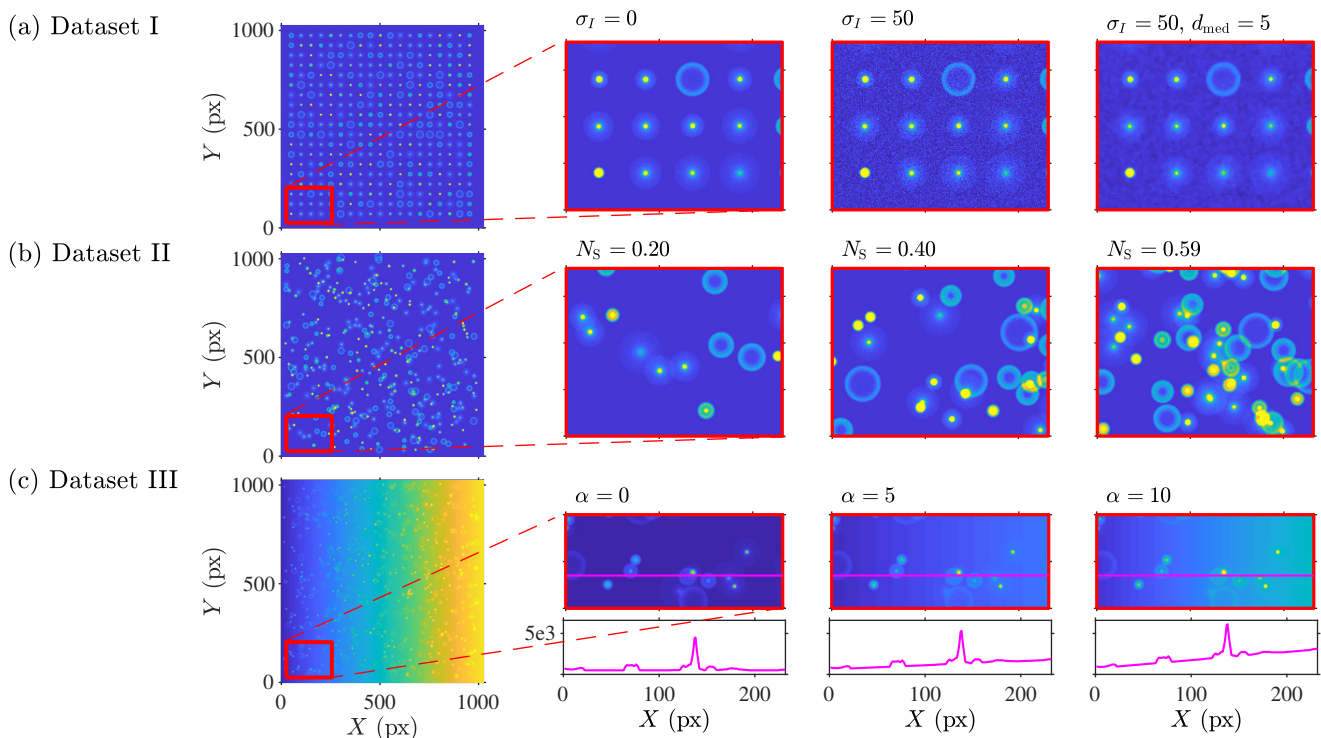 (a) Dataset I
σ_I = 0
σ_I = 50
σ_I = 50, d_med = 5
1000
500
0
Y (px)
(b) Dataset II
N_S = 0.20
N_S = 0.40
N_S = 0.59
1000
500
0
Y (px)
(c) Dataset III
α = 0
α = 5
α = 10
1000
500
0
Y (px)
5e3
0 500 1000
X (px)
0 100 200
X (px)
0 100 200
X (px)
0 100 200
X (px)